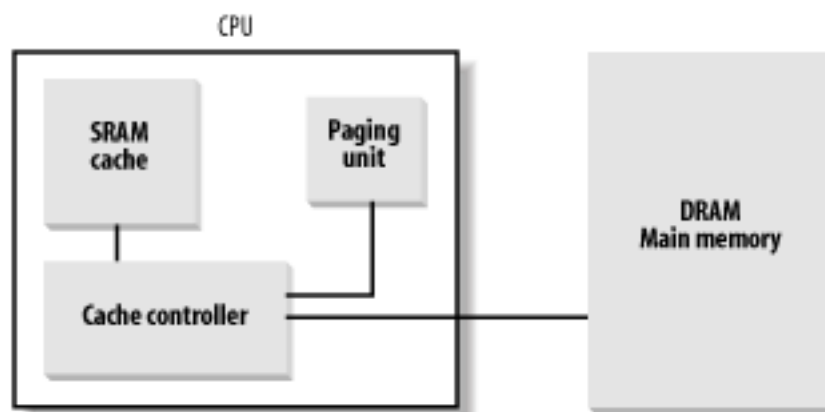 CPU
SRAM
cache
Paging
unit
DRAM
Main memory
Cache controller